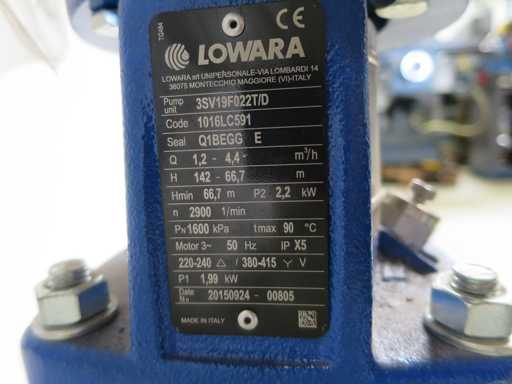 TG484
CE
LOWARA
LOWARA srl UNIPERSONALE-VIA LOMBARDI 14
36075 MONTECCHIO MAGGIORE (VI)-ITALY
Pump unit 3SV19F022T/D
Code 1016LC591
Seal Q1BEGG E
Q 1,2 - 4,4 m³/h
H 142 - 66,7 m
Hmin 66,7 m P2 2,2 kW
n 2900 1/min
PN 1600 kPa tmax 90 °C
Motor 3~ 50 Hz IP X5
220-240 △ / 380-415 Y V
P1 1,99 kW
Date No 20150924 - 00805
MADE IN ITALY